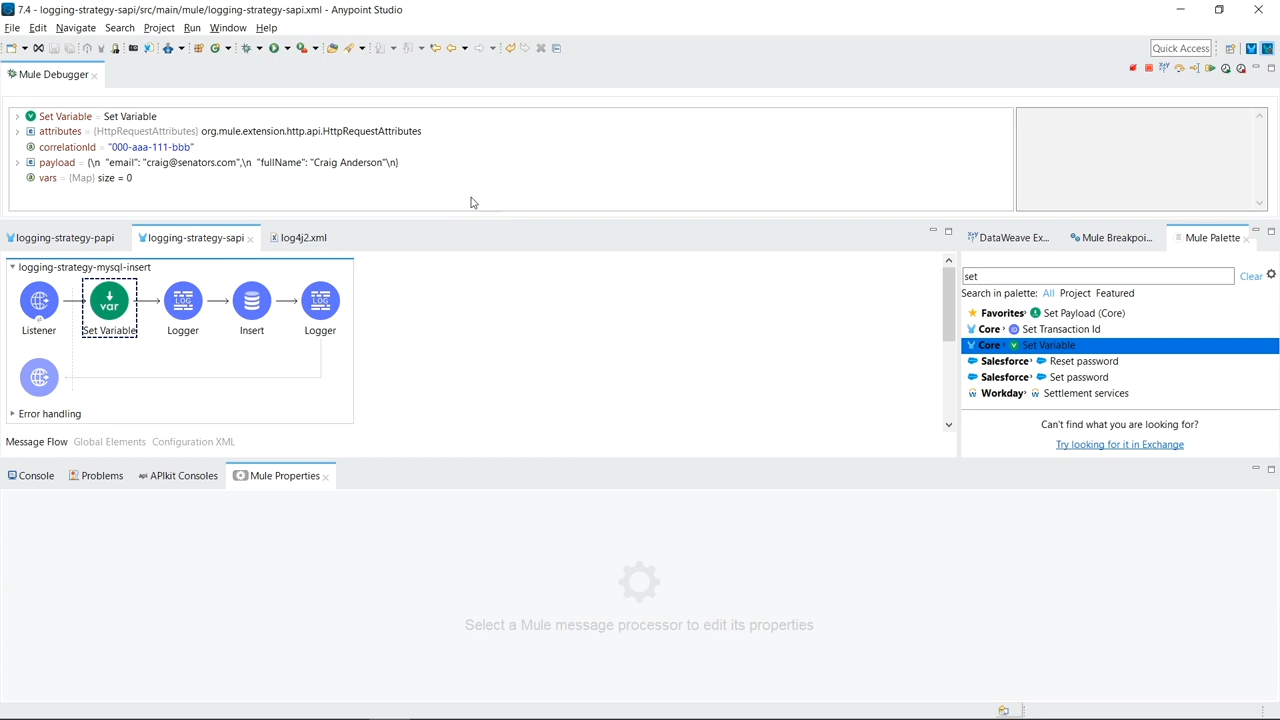 7.4 - logging-strategy-sapi/src/main/mule/logging-strategy-sapi.xml - Anypoint Studio
File Edit Navigate Search Project Run Window Help
Quick Access
Mule Debugger
Set Variable = Set Variable
attributes = {HttpRequestAttributes} org.mule.extension.http.api.HttpRequestAttributes
correlationId = "000-aaa-111-bbb"
payload = {\n "email": "craig@senators.com",\n "fullName": "Craig Anderson"\n}
vars = {Map} size = 0
logging-strategy-papi logging-strategy-sapi log4j2.xml
DataWeave Ex... Mule Breakpoi... Mule Palette
logging-strategy-mysql-insert
var LOG LOG
Listener Set Variable Logger Insert Logger
Error handling
Message Flow Global Elements Configuration XML
set Clear
Search in palette: All Project Featured
Favorites Set Payload (Core)
Core Set Transaction Id
Core Set Variable
Salesforce Reset password
Salesforce Set password
Workday Settlement services
Can't find what you are looking for?
Try looking for it in Exchange
Console Problems api APIkit Consoles Mule Properties
Select a Mule message processor to edit its properties